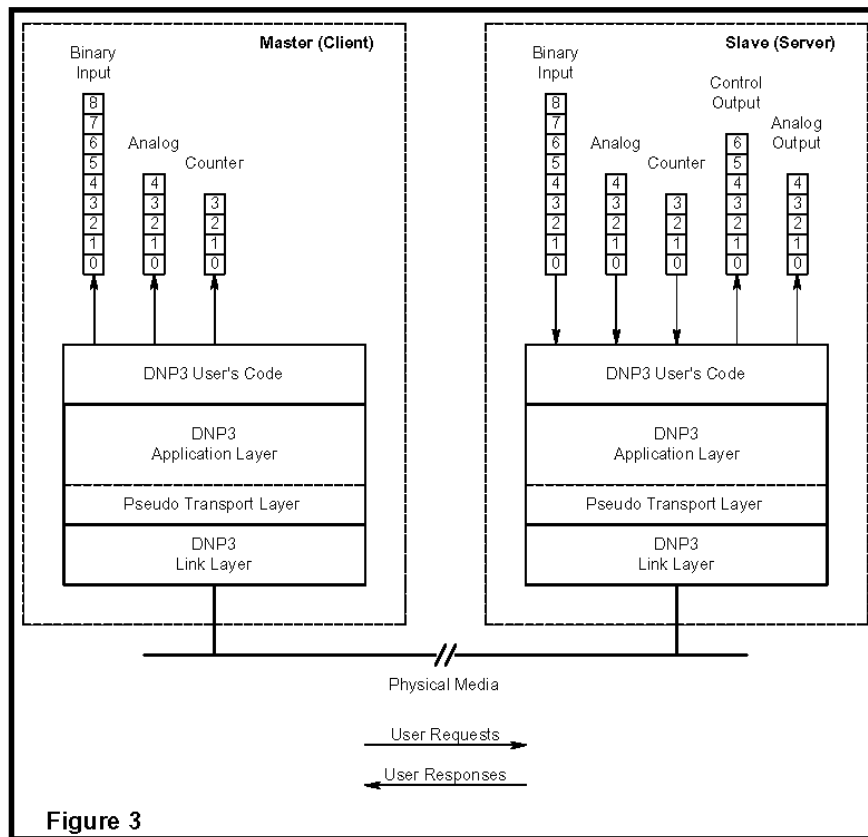 Master (Client)
Binary
Input
8
7
6
5
4
3
2
1
0
Analog
4
3
2
1
0
Counter
3
2
1
0
DNP3 User's Code
DNP3
Application Layer
Pseudo Transport Layer
DNP3
Link Layer
Slave (Server)
Binary
Input
8
7
6
5
4
3
2
1
0
Analog
4
3
2
1
0
Counter
3
2
1
0
Control
Output
6
5
4
3
2
1
0
Analog
Output
4
3
2
1
0
DNP3 User's Code
DNP3
Application Layer
Pseudo Transport Layer
DNP3
Link Layer
Physical Media
User Requests
User Responses
Figure 3